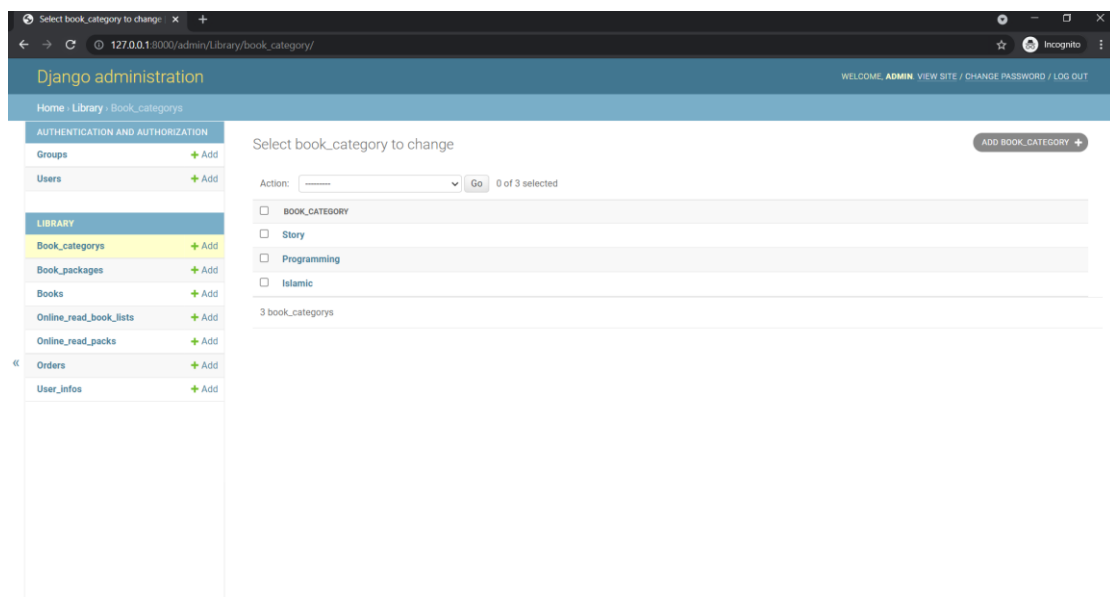 Select book_category to change
127.0.0.1:8000/admin/Library/book_category/
Incognito
Django administration
WELCOME, ADMIN. VIEW SITE / CHANGE PASSWORD / LOG OUT
Home › Library › Book_categorys
AUTHENTICATION AND AUTHORIZATION
Groups + Add
Users + Add
LIBRARY
Book_categorys + Add
Book_packages + Add
Books + Add
Online_read_book_lists + Add
Online_read_packs + Add
« Orders + Add
User_infos + Add
Select book_category to change
ADD BOOK_CATEGORY +
Action: --------- Go 0 of 3 selected
BOOK_CATEGORY
Story
Programming
Islamic
3 book_categorys